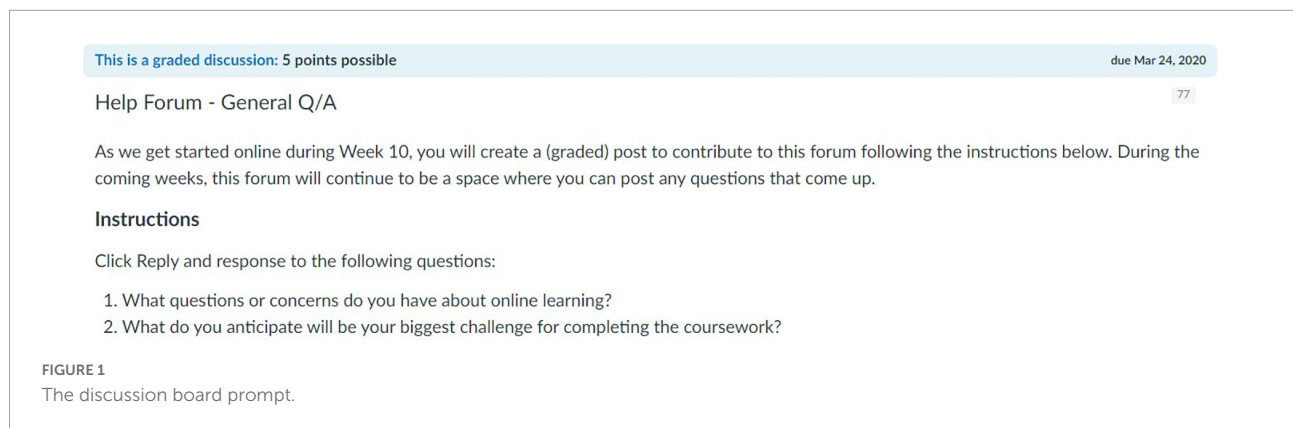 This is a graded discussion: 5 points possible due Mar 24, 2020
Help Forum - General Q/A 77
As we get started online during Week 10, you will create a (graded) post to contribute to this forum following the instructions below. During the
coming weeks, this forum will continue to be a space where you can post any questions that come up.
Instructions
Click Reply and response to the following questions:
1. What questions or concerns do you have about online learning?
2. What do you anticipate will be your biggest challenge for completing the coursework?
FIGURE 1
The discussion board prompt.